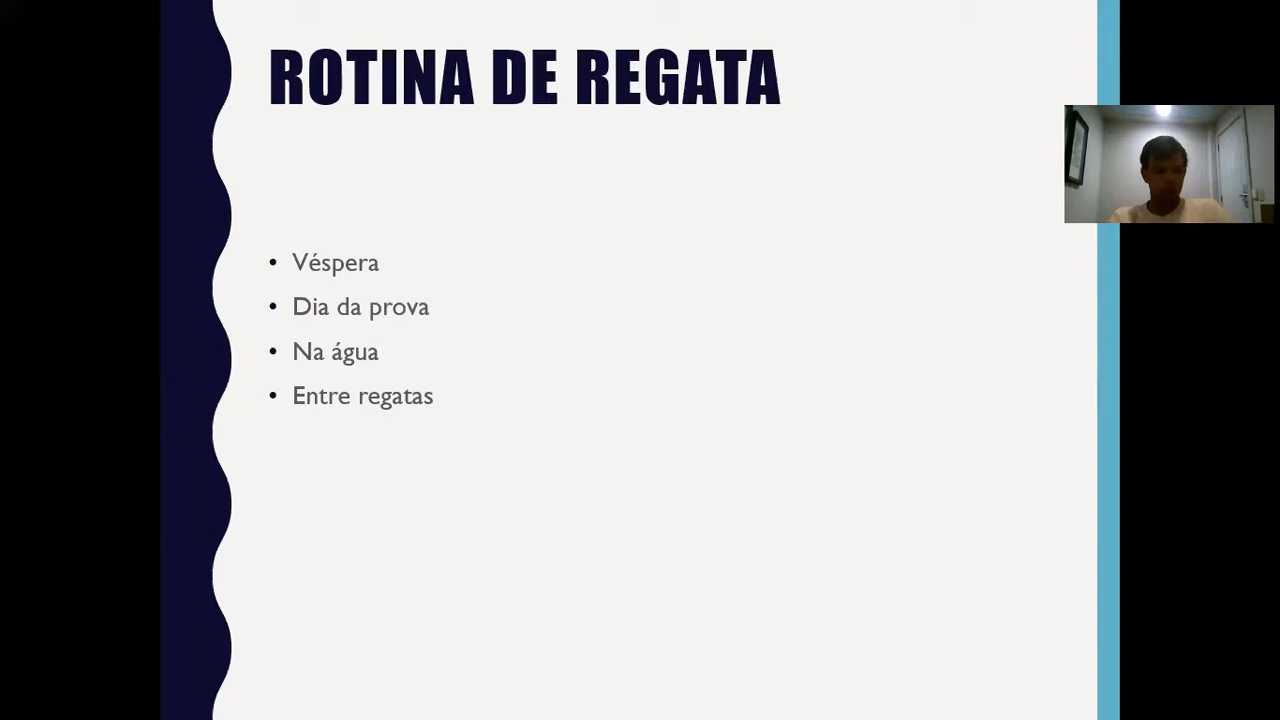 ROTINA DE REGATA
• Véspera
• Dia da prova
• Na água
• Entre regatas